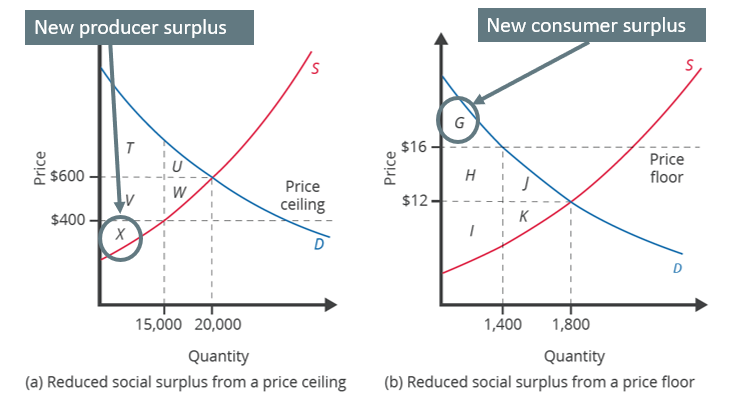 New producer surplus
S
T
U
$600
V
W
Price
ceiling
$400
X
D
Price
15,000 20,000
Quantity
(a) Reduced social surplus from a price ceiling
New consumer surplus
S
G
$16
Price
floor
H
J
$12
I
K
D
Price
1,400 1,800
Quantity
(b) Reduced social surplus from a price floor